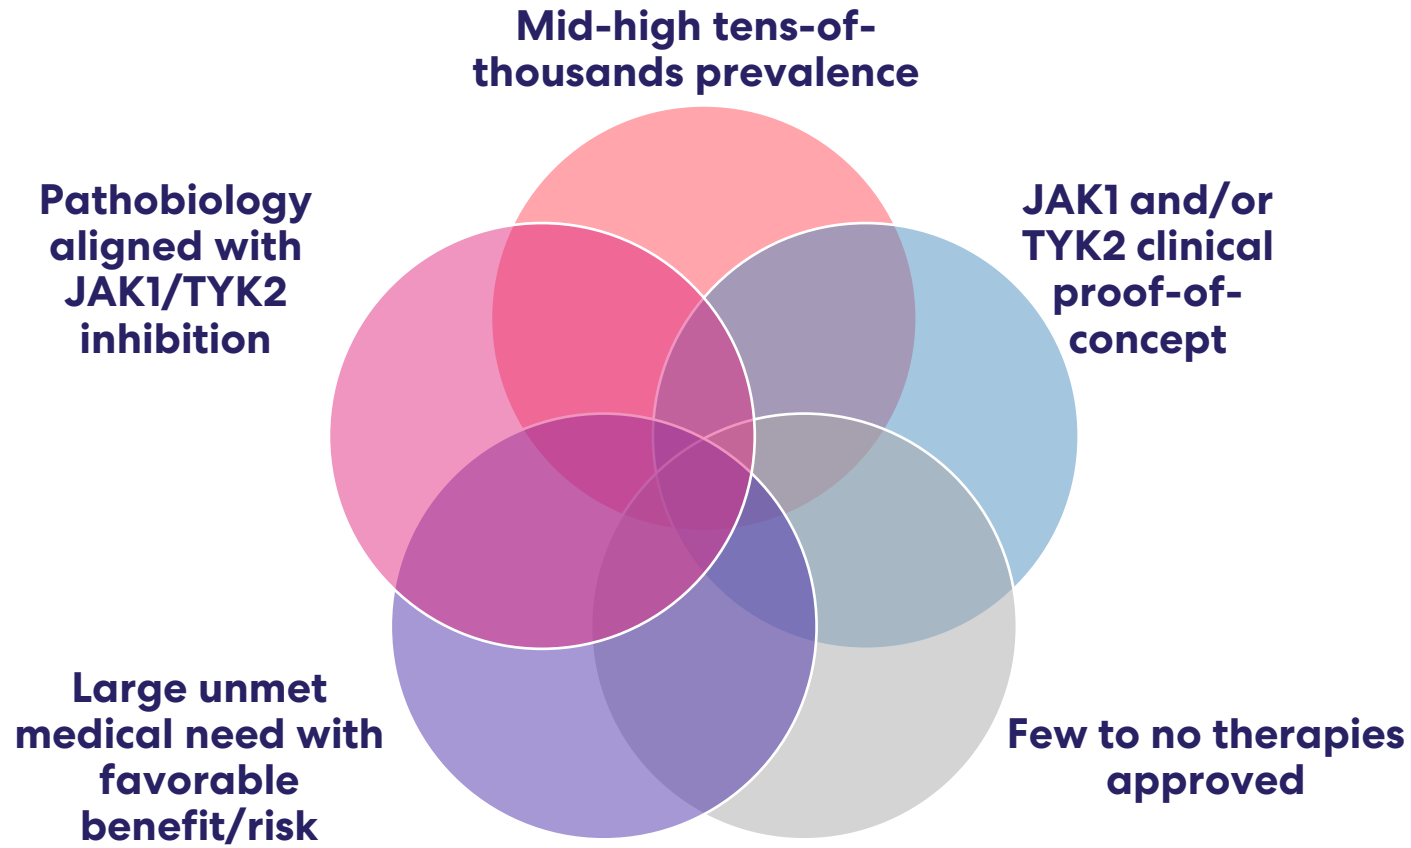 Mid-high tens-of-
thousands prevalence
Pathobiology
aligned with
JAK1/TYK2
inhibition
JAK1 and/or
TYK2 clinical
proof-of-
concept
Large unmet
medical need with
favorable
benefit/risk
Few to no therapies
approved